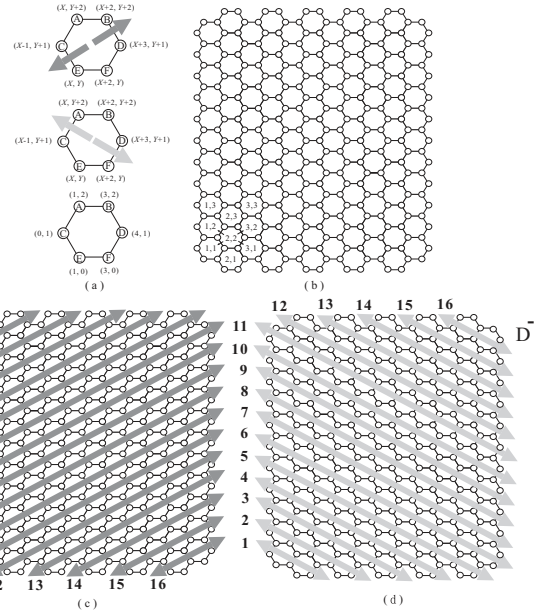 (X, Y+2) (X+2, Y+2)
A B
(X-1, Y+1) C D (X+3, Y+1)
E F
(X, Y) (X+2, Y)
(X, Y+2) (X+2, Y+2)
A B
(X-1, Y+1) C D (X+3, Y+1)
E F
(X, Y) (X+2, Y)
(1, 2) (3, 2)
A B
(0, 1) C D (4, 1)
E F
(1, 0) (3, 0)
( a )
1,3 3,3
2,3
1,2 3,2
2,2
1,1 3,1
2,1
( b )
11
10
9
8
7
6
5
4
3
2
1
2 13 14 15 16
( c )
12 13 14 15 16
D-
( d )